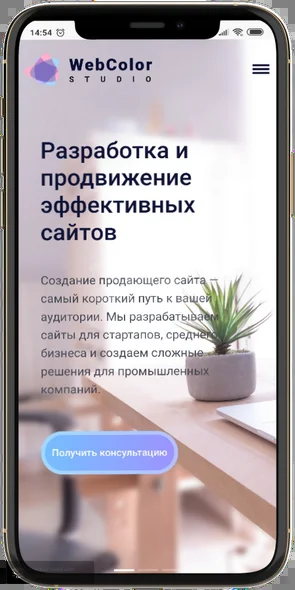 14:54
WebColor
STUDIO
Разработка и
продвижение
эффективных
сайтов
Создание продающего сайта —
самый короткий путь к вашей
аудитории. Мы разрабатываем
сайты для стартапов, среднего
бизнеса и создаем сложные
решения для промышленных
компаний.
Получить консультацию